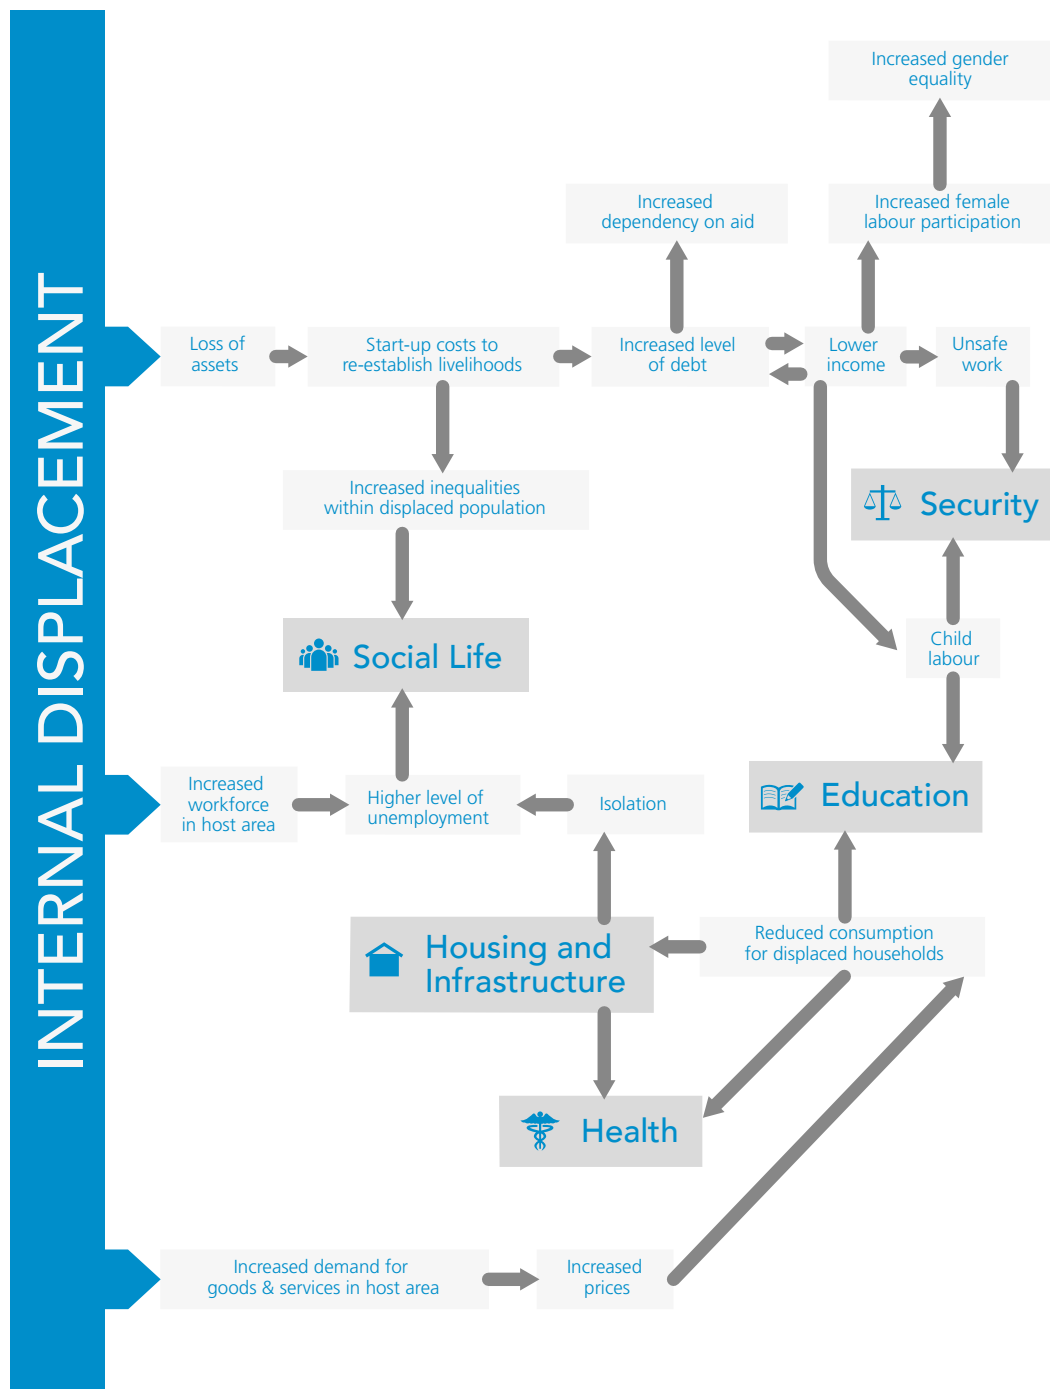 INTERNAL DISPLACEMENT
Increased gender
equality
Increased
dependency on aid
Increased female
labour participation
Loss of
assets
Start-up costs to
re-establish livelihoods
Increased level
of debt
Lower
income
Unsafe
work
Increased inequalities
within displaced population
Security
Social Life
Child
labour
Increased
workforce
in host area
Higher level of
unemployment
Isolation
Education
Housing and
Infrastructure
Reduced consumption
for displaced households
Health
Increased demand for
goods & services in host area
Increased
prices